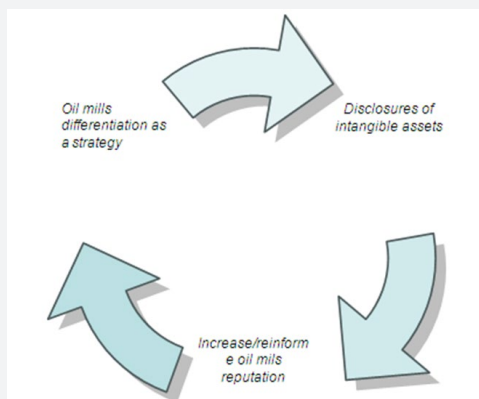 Oil mills
differentiation as
a strategy
Disclosures of
intangible assets
Increase/reinform
e oil mils
reputation